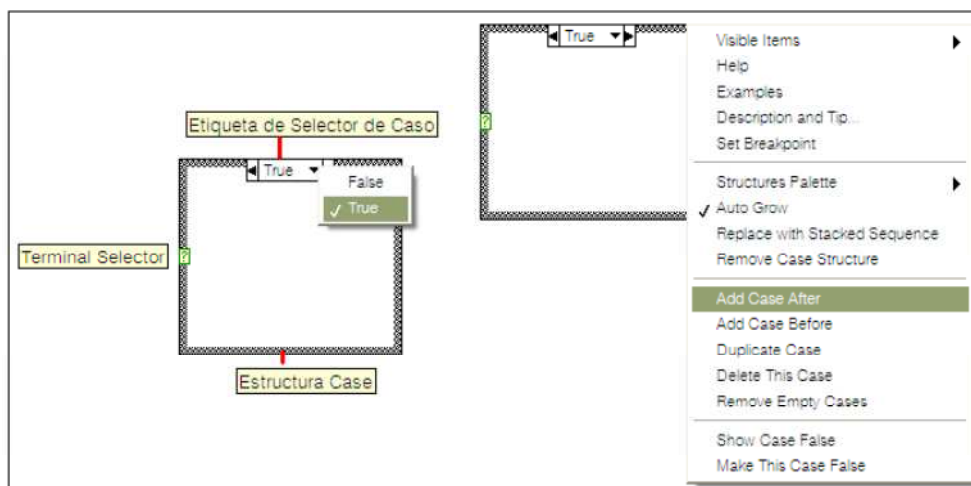 Etiqueta de Selector de Caso
True
False
✓ True
Terminal Selector
?
Estructura Case
True
?
Visible Items
Help
Examples
Description and Tip...
Set Breakpoint
Structures Palette
✓ Auto Grow
Replace with Stacked Sequence
Remove Case Structure
Add Case After
Add Case Before
Duplicate Case
Delete This Case
Remove Empty Cases
Show Case False
Make This Case False